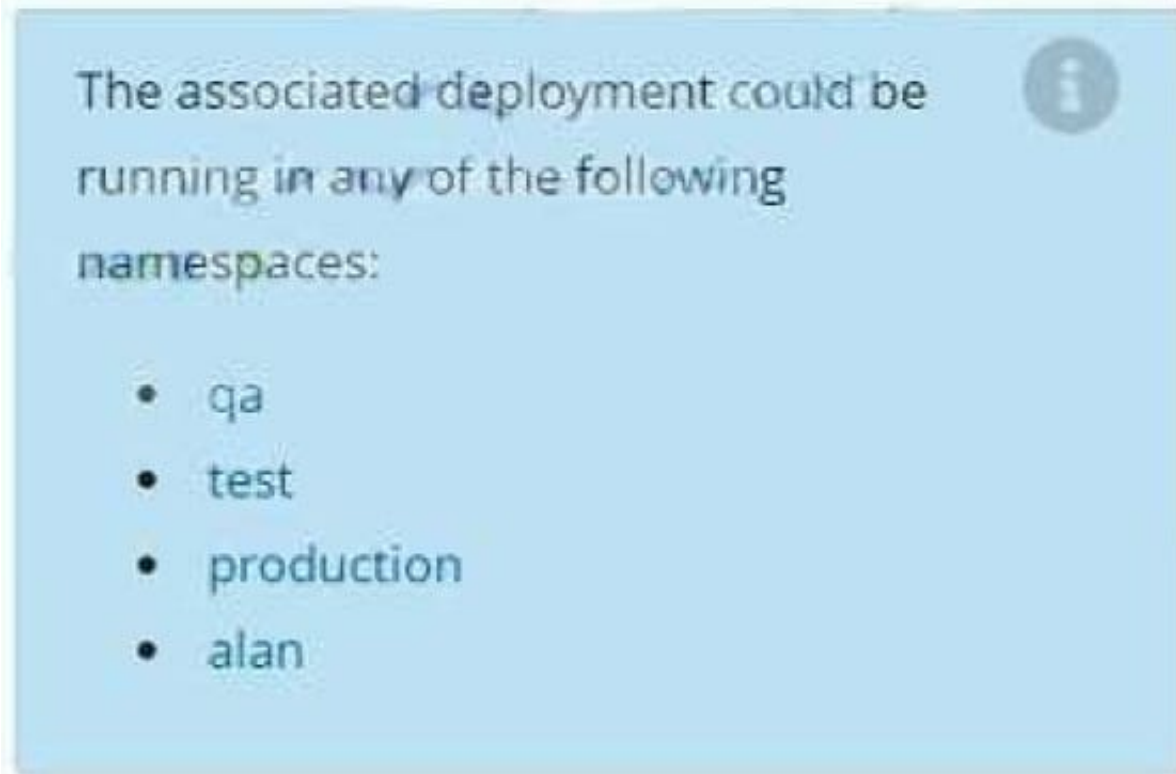 The associated deployment could be
running in any of the following
namespaces:
• qa
• test
• production
• alan